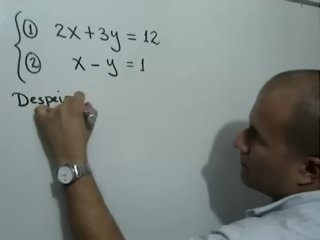 ① 2x + 3y = 12
② x - y = 1
Despej